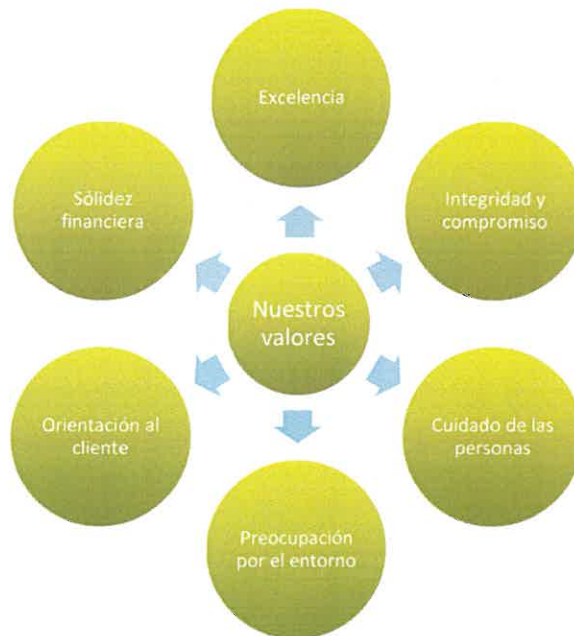 Excelencia
Integridad y
compromiso
Cuidado de las
personas
Preocupación
por el entorno
Orientación al
cliente
Sólidez
financiera
Nuestros
valores